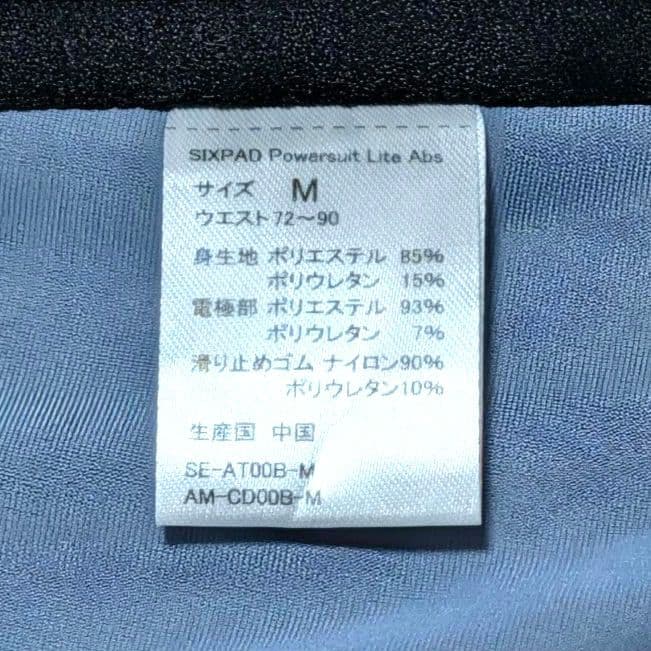 SIXPAD Powersuit Lite Abs
サイズ M
ウエスト72～90
身生地 ポリエステル 85%
ポリウレタン 15%
電極部 ポリエステル 93%
ポリウレタン 7%
滑り止めゴム ナイロン90%
ポリウレタン10%
生産国 中国
SE-AT00B-M
AM-CD00B-M